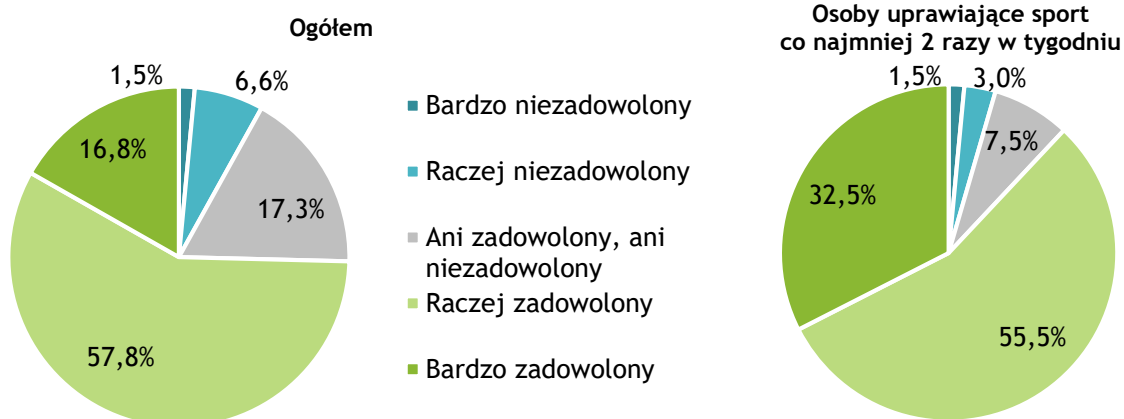 Ogółem
1,5%
6,6%
17,3%
57,8%
16,8%
Bardzo niezadowolony
Raczej niezadowolony
Ani zadowolony, ani
niezadowolony
Raczej zadowolony
Bardzo zadowolony
Osoby uprawiające sport
co najmniej 2 razy w tygodniu
1,5%
3,0%
7,5%
55,5%
32,5%